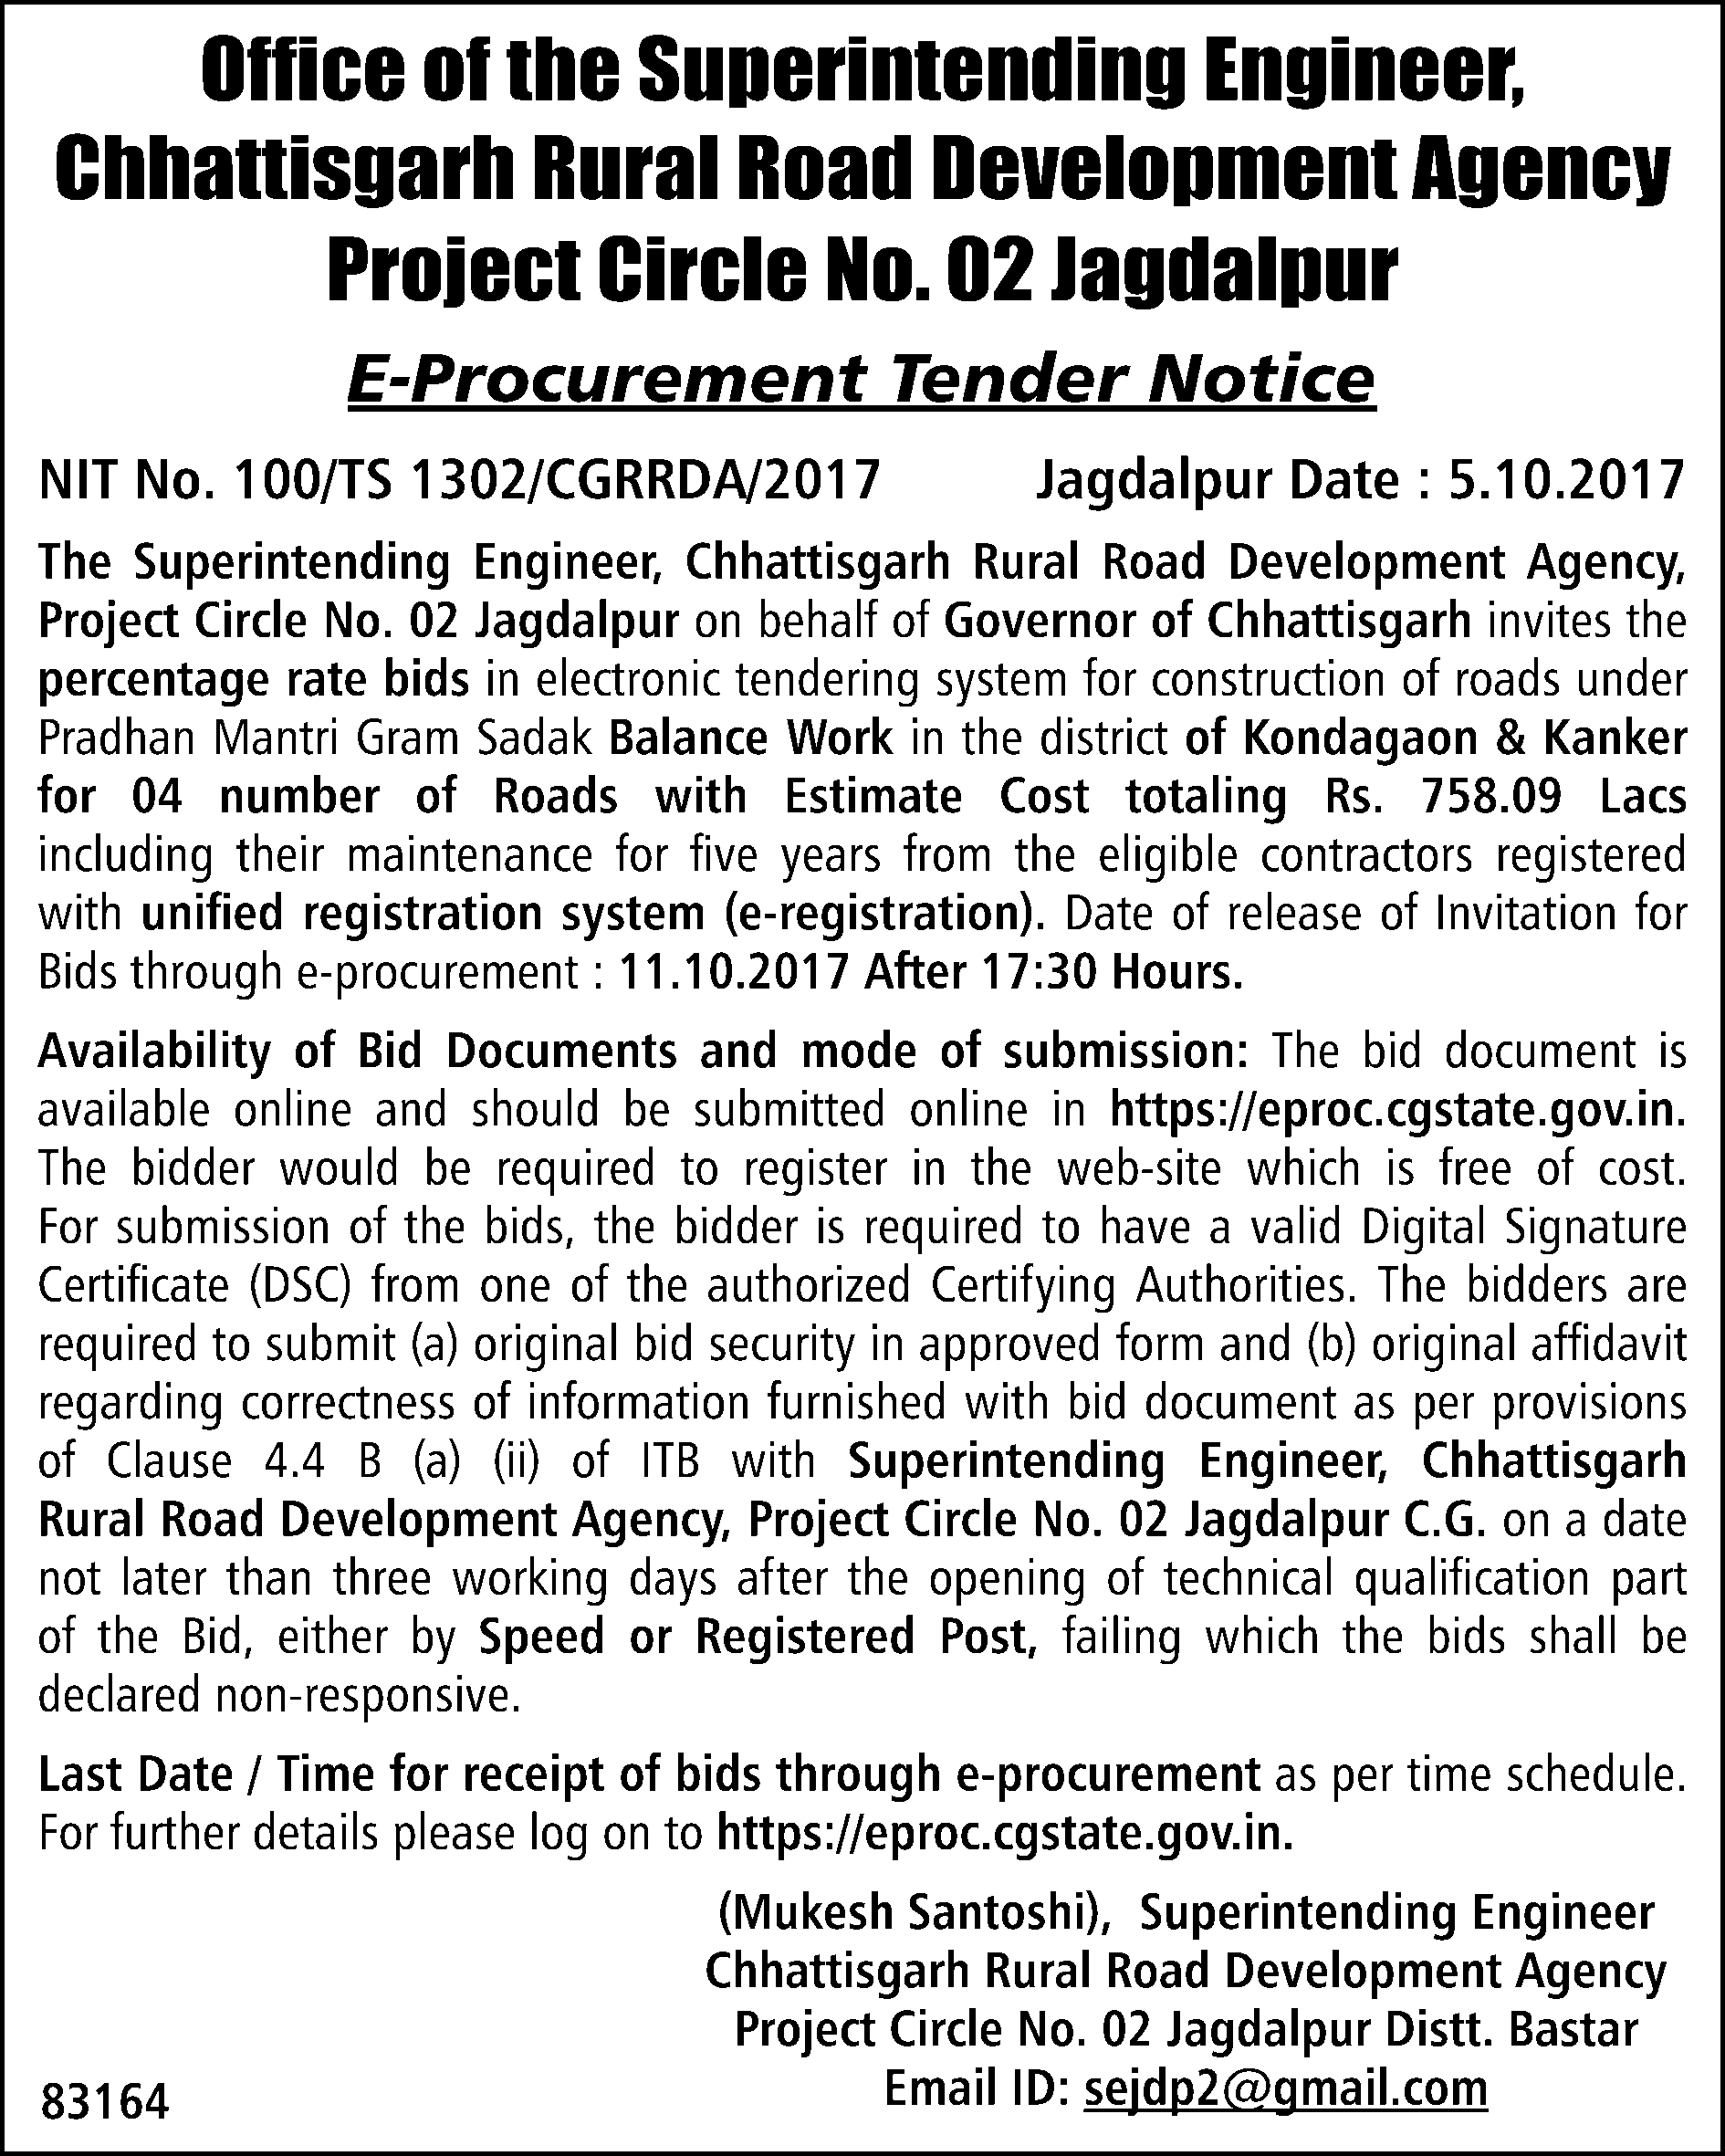 Office of the Superintending Engineer,
Chhattisgarh Rural Road Development Agency
Project Circle No. 02 Jagdalpur
E-Procurement Tender Notice
NIT No. 100/TS 1302/CGRRDA/2017 Jagdalpur Date : 5.10.2017
The Superintending Engineer, Chhattisgarh Rural Road Development Agency,
Project Circle No. 02 Jagdalpur on behalf of Governor of Chhattisgarh invites the
percentage rate bids in electronic tendering system for construction of roads under
Pradhan Mantri Gram Sadak Balance Work in the district of Kondagaon & Kanker
for 04 number of Roads with Estimate Cost totaling Rs. 758.09 Lacs
including their maintenance for five years from the eligible contractors registered
with unified registration system (e-registration). Date of release of Invitation for
Bids through e-procurement : 11.10.2017 After 17:30 Hours.
Availability of Bid Documents and mode of submission: The bid document is
available online and should be submitted online in https://eproc.cgstate.gov.in.
The bidder would be required to register in the web-site which is free of cost.
For submission of the bids, the bidder is required to have a valid Digital Signature
Certificate (DSC) from one of the authorized Certifying Authorities. The bidders are
required to submit (a) original bid security in approved form and (b) original affidavit
regarding correctness of information furnished with bid document as per provisions
of Clause 4.4 B (a) (ii) of ITB with Superintending Engineer, Chhattisgarh
Rural Road Development Agency, Project Circle No. 02 Jagdalpur C.G. on a date
not later than three working days after the opening of technical qualification part
of the Bid, either by Speed or Registered Post, failing which the bids shall be
declared non-responsive.
Last Date / Time for receipt of bids through e-procurement as per time schedule.
For further details please log on to https://eproc.cgstate.gov.in.
(Mukesh Santoshi), Superintending Engineer
Chhattisgarh Rural Road Development Agency
Project Circle No. 02 Jagdalpur Distt. Bastar
Email ID: sejdp2@gmail.com
83164